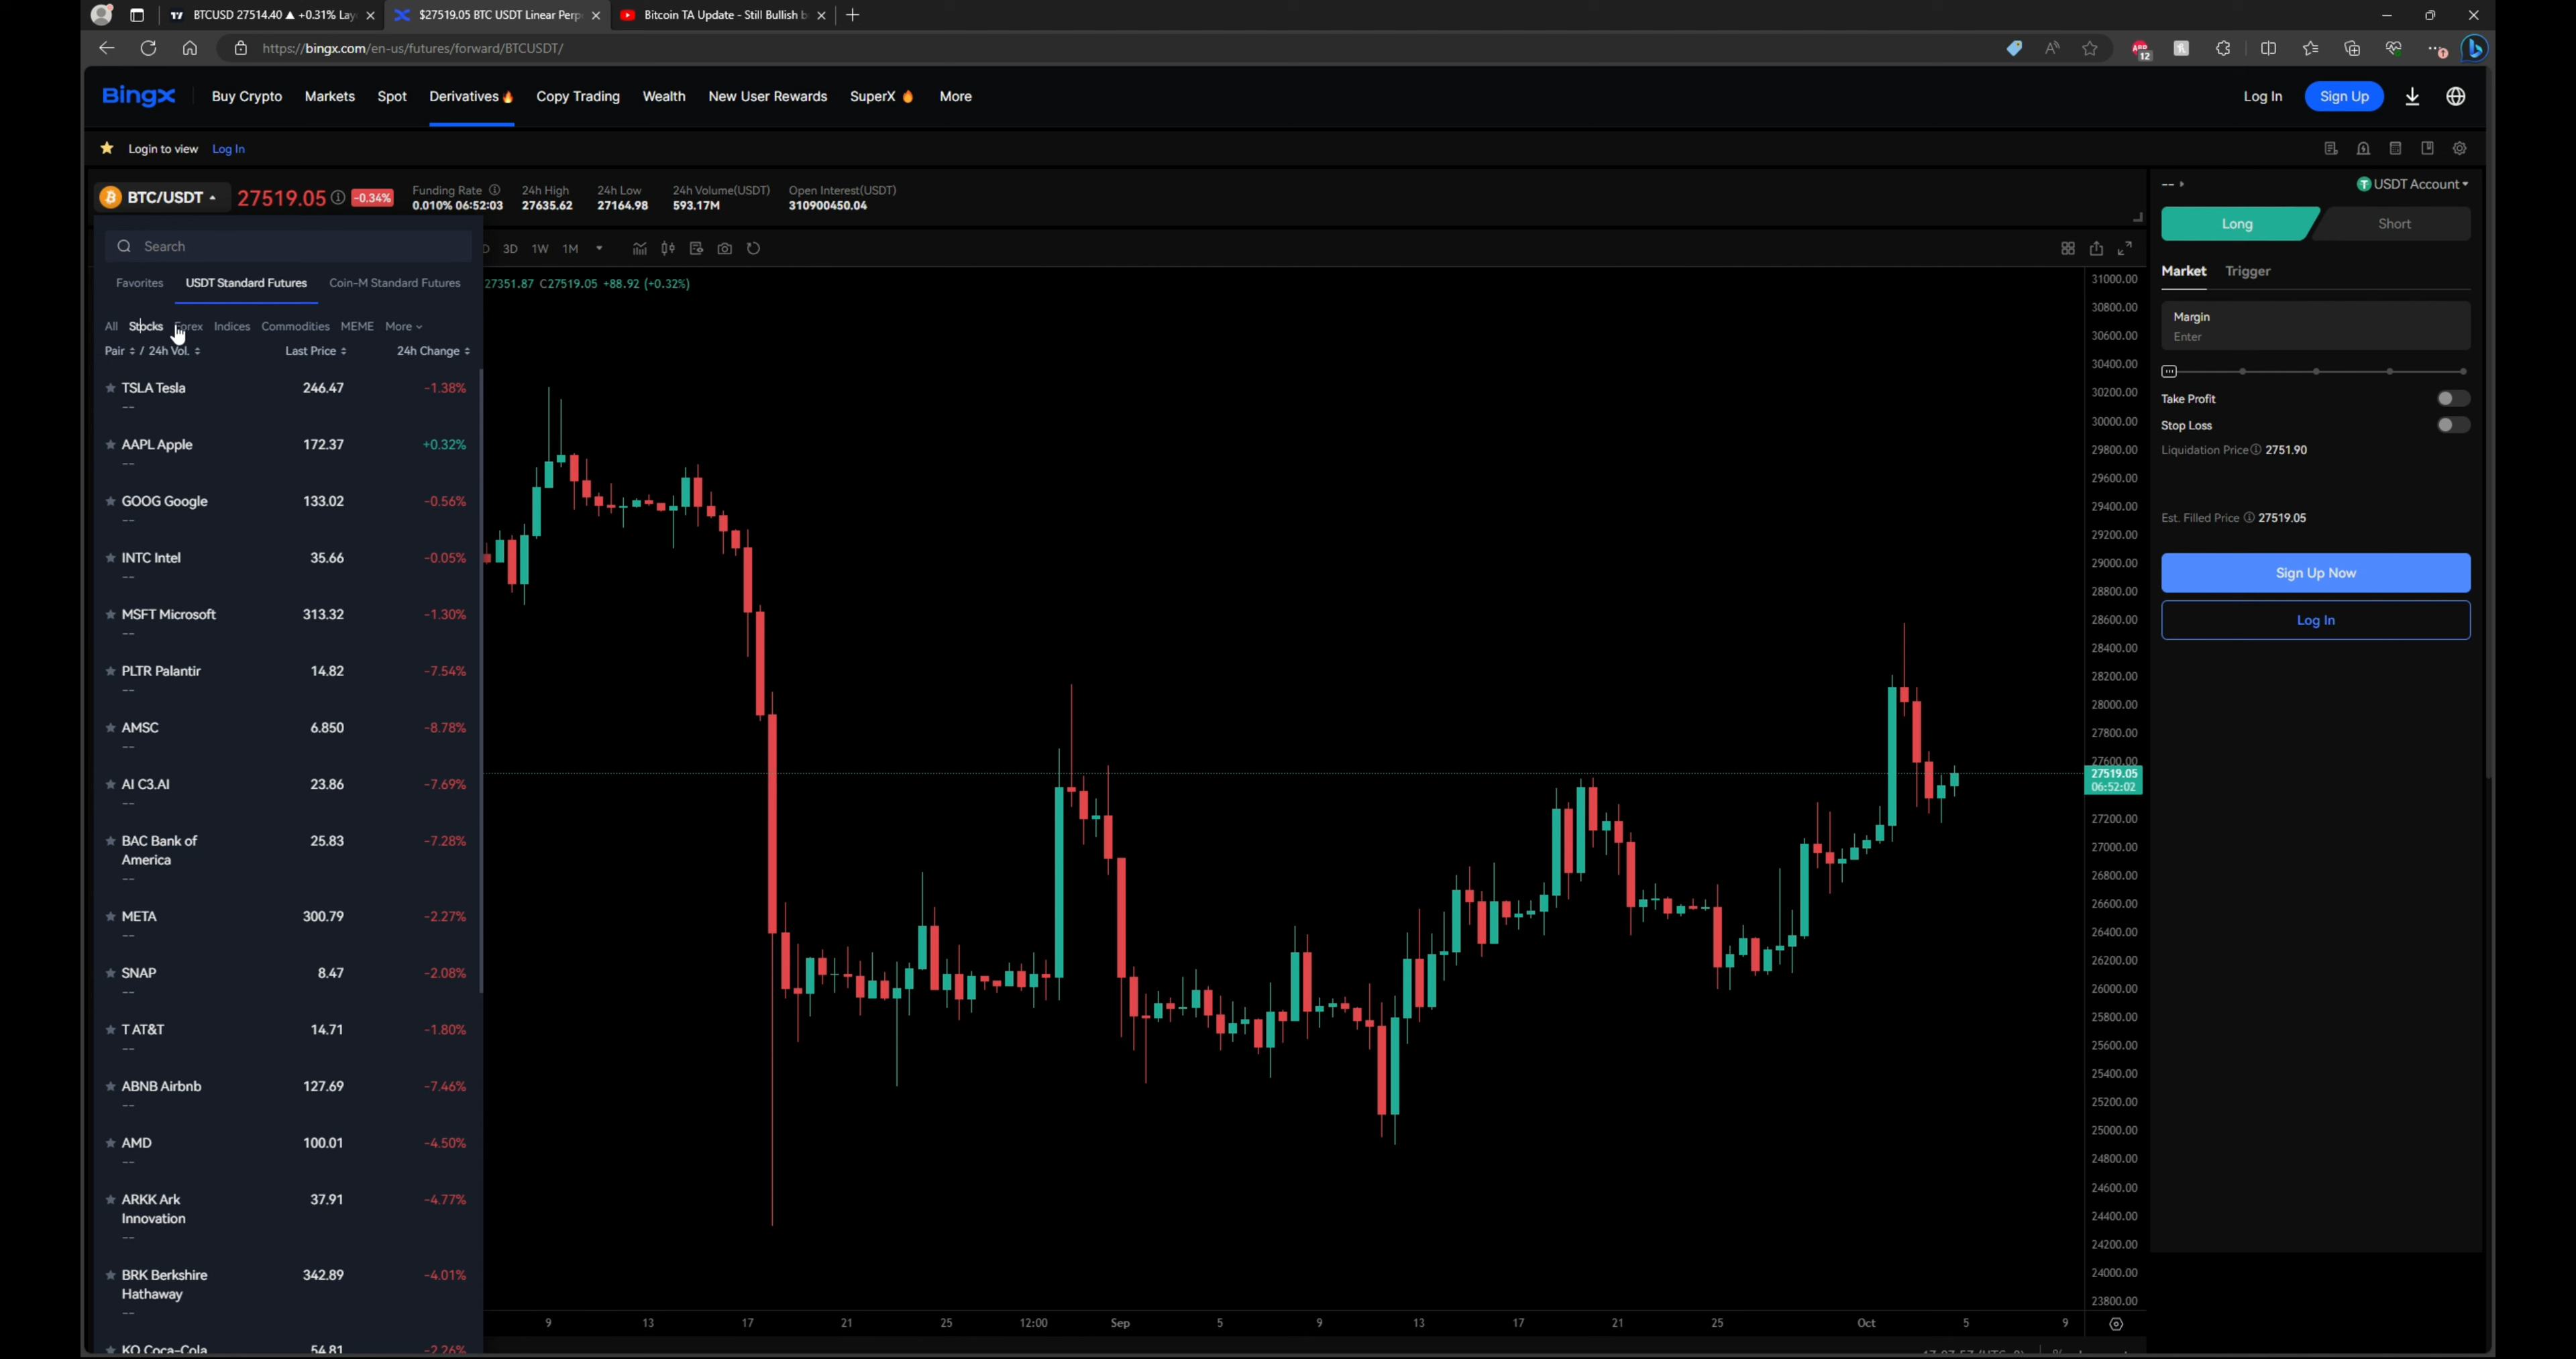 BTCUSD 27514.40 ▲ +0.31% Lay
$27519.05 BTC USDT Linear Perp
Bitcoin TA Update - Still Bullish b
https://bingx.com/en-us/futures/forward/BTCUSDT/
ABP
12
BingX
Buy Crypto
Markets
Spot
Derivatives
Copy Trading
Wealth
New User Rewards
SuperX
More
Log In
Sign Up
Login to view Log In
BTC/USDT
27519.05
-0.34%
Funding Rate
0.010% 06:52:03
24h High
27635.62
24h Low
27164.98
24h Volume(USDT)
593.17M
Open Interest(USDT)
310900450.04
-- USDT Account
Long Short
Search
D 3D 1W 1M
Favorites USDT Standard Futures Coin-M Standard Futures
27351.87 C27519.05 +88.92 (+0.32%)
All Stocks Forex Indices Commodities MEME More
Pair / 24h Vol. Last Price 24h Change
TSLA Tesla 246.47 -1.38%
--
AAPL Apple 172.37 +0.32%
--
GOOG Google 133.02 -0.56%
--
INTC Intel 35.66 -0.05%
--
MSFT Microsoft 313.32 -1.30%
--
PLTR Palantir 14.82 -7.54%
--
AMSC 6.850 -8.78%
--
AI C3.AI 23.86 -7.69%
--
BAC Bank of America 25.83 -7.28%
--
META 300.79 -2.27%
--
SNAP 8.47 -2.08%
--
T AT&T 14.71 -1.80%
--
ABNB Airbnb 127.69 -7.46%
--
AMD 100.01 -4.50%
--
ARKK Ark Innovation 37.91 -4.77%
--
BRK Berkshire Hathaway 342.89 -4.01%
--
KO Coca-Cola 54.81 -2.26%
31000.00
30800.00
30600.00
30400.00
30200.00
30000.00
29800.00
29600.00
29400.00
29200.00
29000.00
28800.00
28600.00
28400.00
28200.00
28000.00
27800.00
27600.00
27519.05
06:52:02
27200.00
27000.00
26800.00
26600.00
26400.00
26200.00
26000.00
25800.00
25600.00
25400.00
25200.00
25000.00
24800.00
24600.00
24400.00
24200.00
24000.00
23800.00
9 13 17 21 25 12:00 Sep 5 9 13 17 21 25 Oct 5 9
Market Trigger
Margin
Enter
Take Profit
Stop Loss
Liquidation Price 2751.90
Est. Filled Price 27519.05
Sign Up Now
Log In